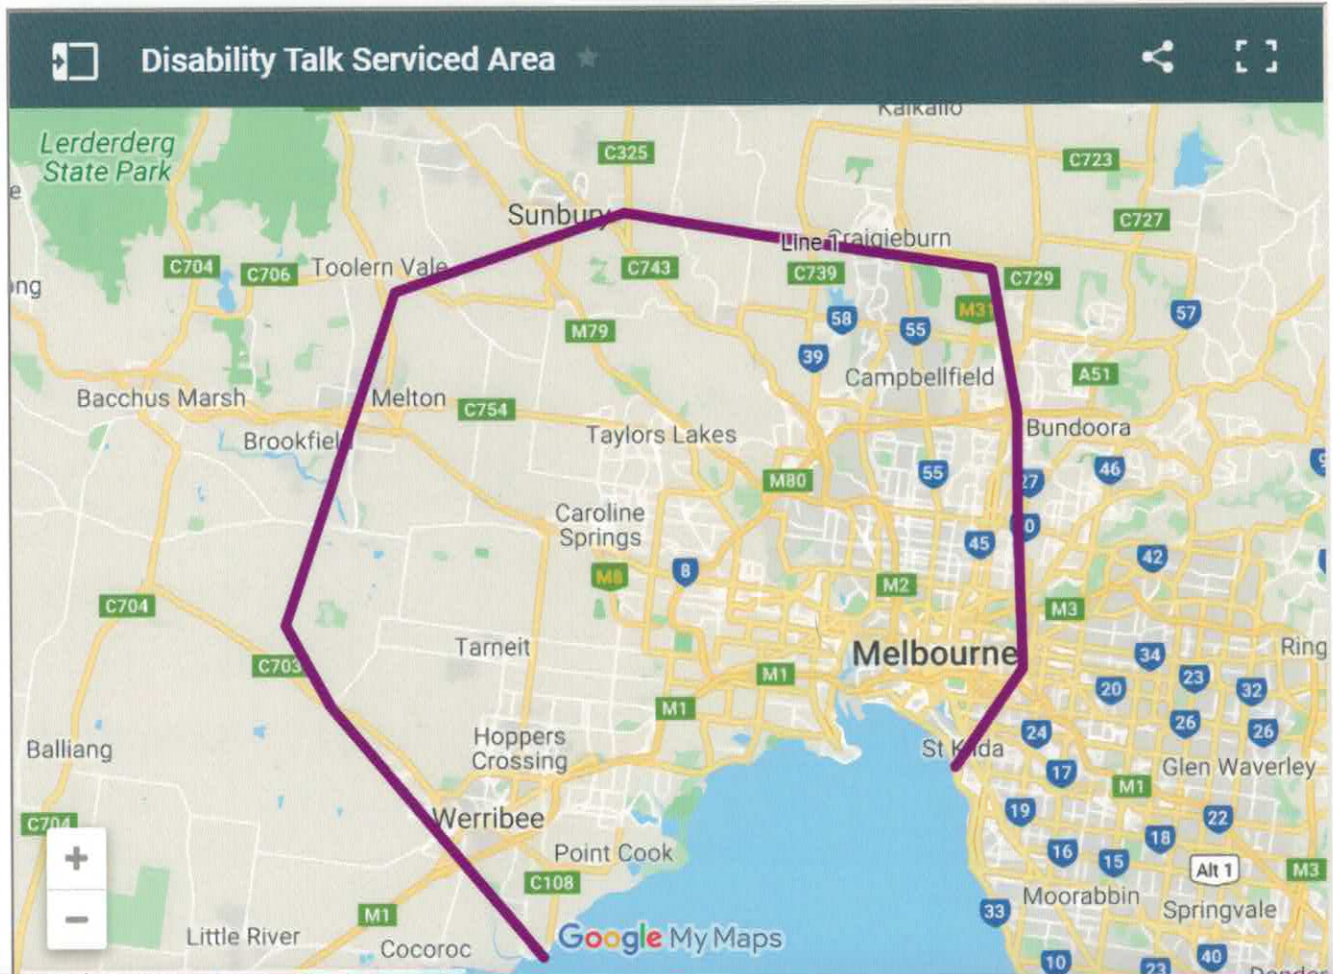 Disability Talk Serviced Area
Kalkallo
Lerderderg
State Park
C325
C723
e
Sunbury
C727
Line 1
Craigieburn
C704
C706
Toolern Vale
C743
C739
C729
ong
M31
57
58
55
M79
39
Campbellfield
A51
Bacchus Marsh
Melton
C754
Brookfiel
Taylors Lakes
Bundoora
46
9
55
M80
27
Caroline
Springs
0
45
42
M8
8
M2
C704
M3
Tarneit
Melbourne
34
Ring
C703
M1
23
20
32
M1
26
26
24
Hoppers
Crossing
Balliang
St Kilda
17
Glen Waverley
M1
19
22
C704
Werribee
18
16
15
Point Cook
Alt 1
M3
C108
Moorabbin
Springvale
M1
33
Little River
Cocoroc
Google My Maps
10
23
40